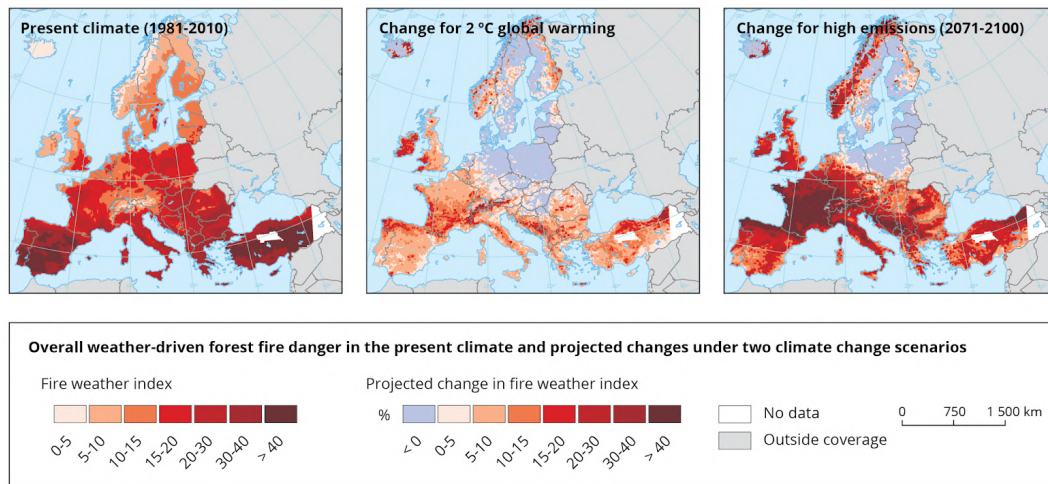 Present climate (1981-2010)
Change for 2 °C global warming
Change for high emissions (2071-2100)
Overall weather-driven forest fire danger in the present climate and projected changes under two climate change scenarios
Fire weather index
0-5
5-10
10-15
15-20
20-30
30-40
> 40
Projected change in fire weather index
%
< 0
0-5
5-10
10-15
15-20
20-30
30-40
> 40
No data
Outside coverage
0 750 1 500 km